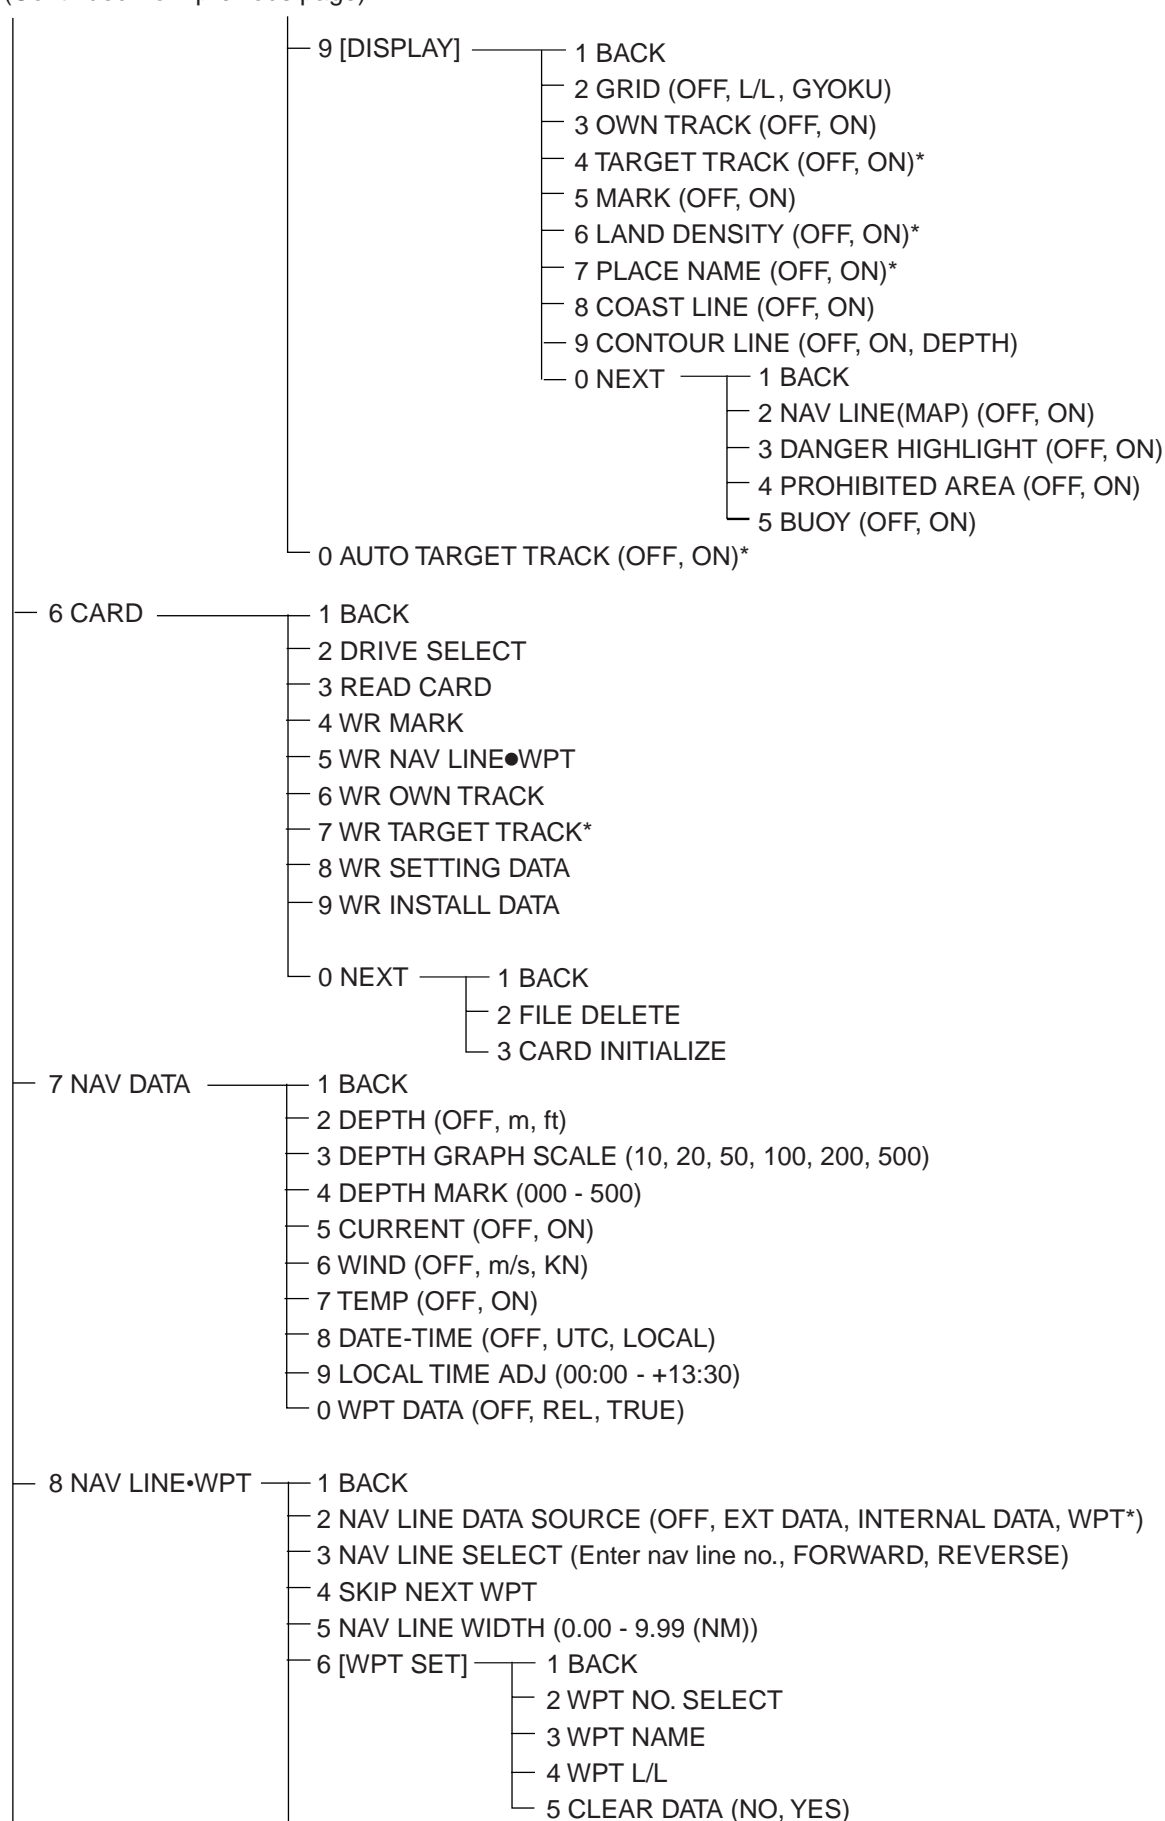 9 [DISPLAY]
1 BACK
2 GRID (OFF, L/L, GYOKU)
3 OWN TRACK (OFF, ON)
4 TARGET TRACK (OFF, ON)*
5 MARK (OFF, ON)
6 LAND DENSITY (OFF, ON)*
7 PLACE NAME (OFF, ON)*
8 COAST LINE (OFF, ON)
9 CONTOUR LINE (OFF, ON, DEPTH)
0 NEXT
1 BACK
2 NAV LINE(MAP) (OFF, ON)
3 DANGER HIGHLIGHT (OFF, ON)
4 PROHIBITED AREA (OFF, ON)
5 BUOY (OFF, ON)
0 AUTO TARGET TRACK (OFF, ON)*
6 CARD
1 BACK
2 DRIVE SELECT
3 READ CARD
4 WR MARK
5 WR NAV LINE●WPT
6 WR OWN TRACK
7 WR TARGET TRACK*
8 WR SETTING DATA
9 WR INSTALL DATA
0 NEXT
1 BACK
2 FILE DELETE
3 CARD INITIALIZE
7 NAV DATA
1 BACK
2 DEPTH (OFF, m, ft)
3 DEPTH GRAPH SCALE (10, 20, 50, 100, 200, 500)
4 DEPTH MARK (000 - 500)
5 CURRENT (OFF, ON)
6 WIND (OFF, m/s, KN)
7 TEMP (OFF, ON)
8 DATE-TIME (OFF, UTC, LOCAL)
9 LOCAL TIME ADJ (00:00 - +13:30)
0 WPT DATA (OFF, REL, TRUE)
8 NAV LINE•WPT
1 BACK
2 NAV LINE DATA SOURCE (OFF, EXT DATA, INTERNAL DATA, WPT*)
3 NAV LINE SELECT (Enter nav line no., FORWARD, REVERSE)
4 SKIP NEXT WPT
5 NAV LINE WIDTH (0.00 - 9.99 (NM))
6 [WPT SET]
1 BACK
2 WPT NO. SELECT
3 WPT NAME
4 WPT L/L
5 CLEAR DATA (NO, YES)